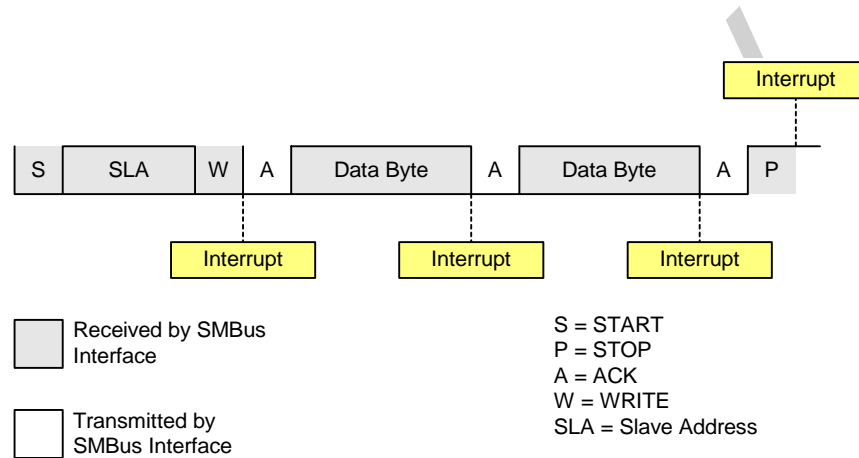 Interrupt
S SLA W A Data Byte A Data Byte A P
Interrupt Interrupt Interrupt
Received by SMBus
Interface
Transmitted by
SMBus Interface
S = START
P = STOP
A = ACK
W = WRITE
SLA = Slave Address